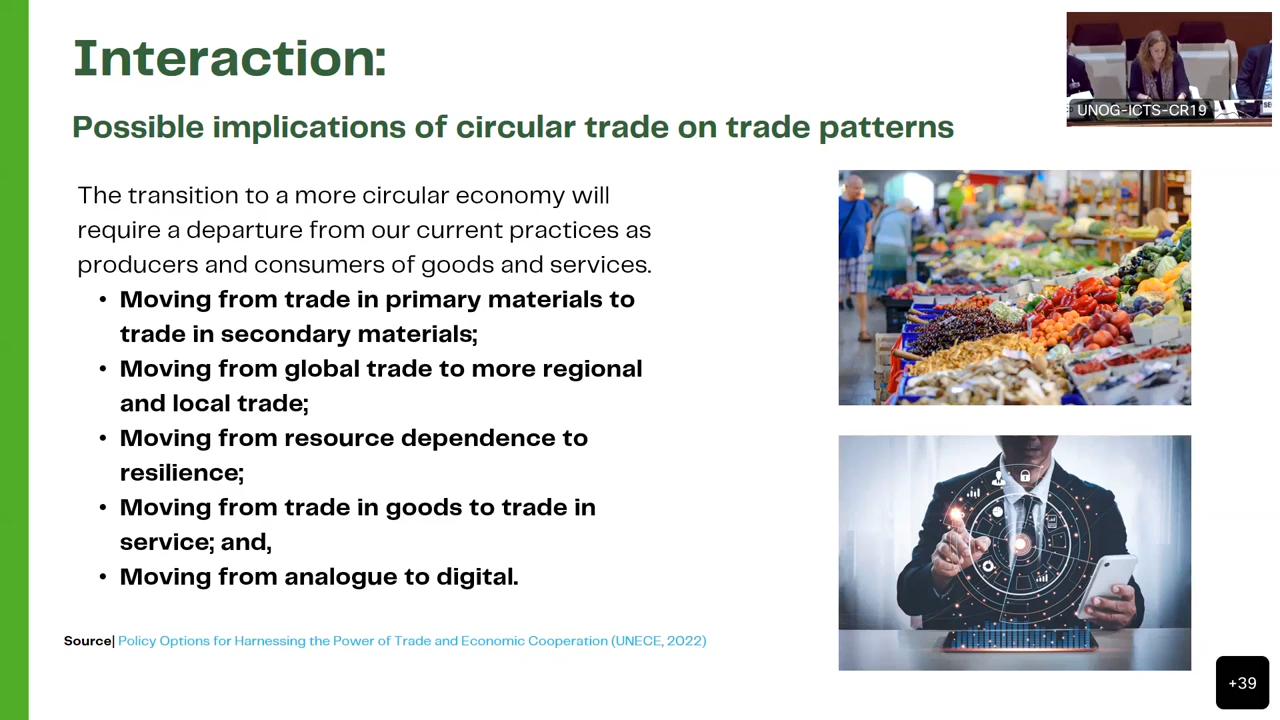 Interaction:
Possible implications of circular trade on trade patterns
UNOG-ICTS-CR19
The transition to a more circular economy will
require a departure from our current practices as
producers and consumers of goods and services.
• Moving from trade in primary materials to
trade in secondary materials;
• Moving from global trade to more regional
and local trade;
• Moving from resource dependence to
resilience;
• Moving from trade in goods to trade in
service; and,
• Moving from analogue to digital.
Source| Policy Options for Harnessing the Power of Trade and Economic Cooperation (UNECE, 2022)
+39